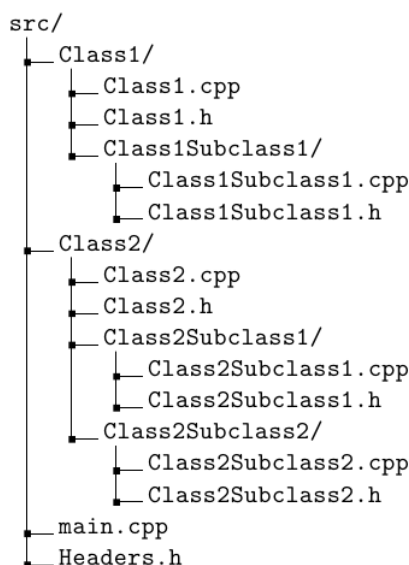 src/
Class1/
Class1.cpp
Class1.h
Class1Subclass1/
Class1Subclass1.cpp
Class1Subclass1.h
Class2/
Class2.cpp
Class2.h
Class2Subclass1/
Class2Subclass1.cpp
Class2Subclass1.h
Class2Subclass2/
Class2Subclass2.cpp
Class2Subclass2.h
main.cpp
Headers.h